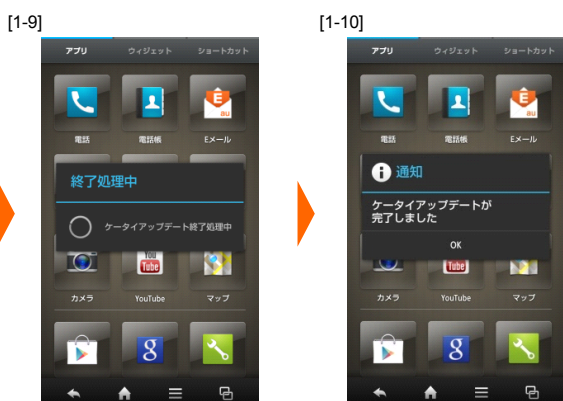 [1-9]
アプリ ウィジェット ショートカット
E
au
電話 電話帳 Eメール
終了処理中
ケータイアップデート終了処理中
You
Tube
カメラ YouTube マップ
g
[1-10]
アプリ ウィジェット ショートカット
E
au
電話 電話帳 Eメール
通知
ケータイアップデートが
完了しました
OK
Tube
カメラ YouTube マップ
g